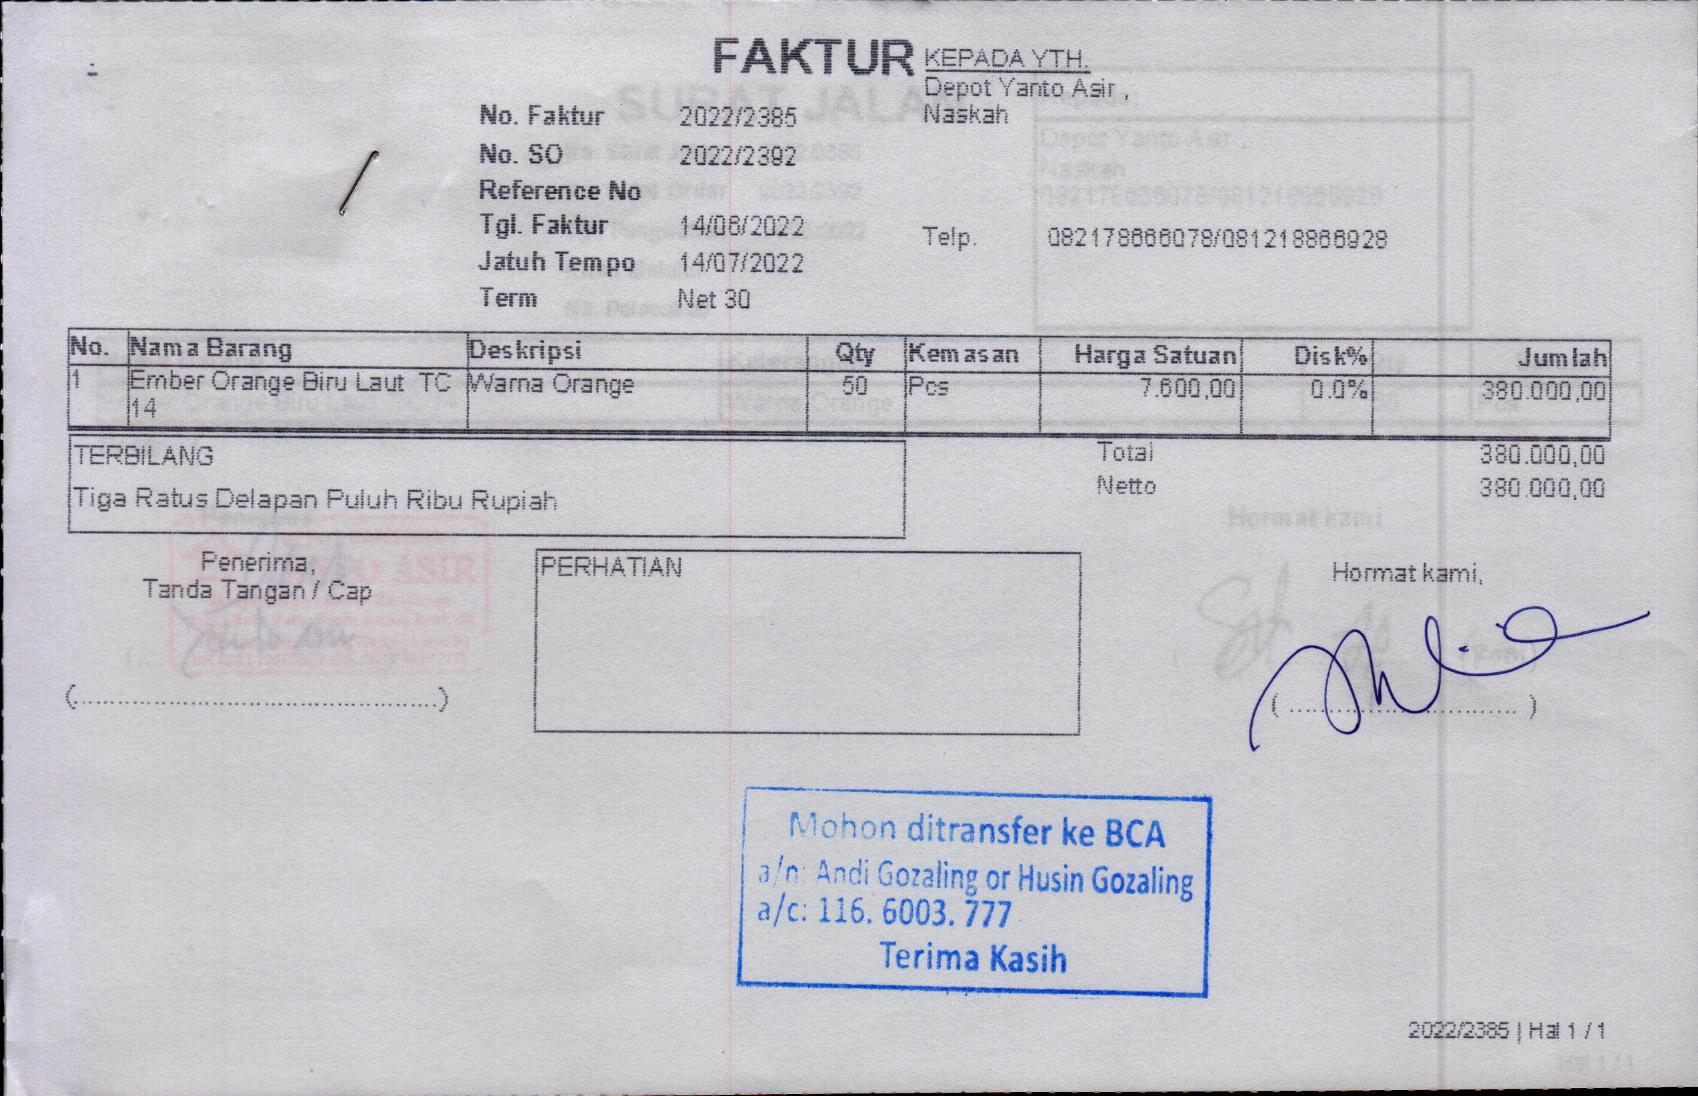 FAKTUR
KEPADA YTH.
Depot Yanto Asir ,
Naskah
No. Faktur 2022/2385
No. SO 2022/2392
Reference No
Tgl. Faktur 14/06/2022
Jatuh Tempo 14/07/2022
Term Net 30
Telp. 082178666078/081218866928
No. Nama Barang Deskripsi Qty Kemasan Harga Satuan Disk% Jumlah
1 Ember Orange Biru Laut TC 14 Warna Orange 50 Pcs 7.600,00 0.0% 380.000,00
TERBILANG
Tiga Ratus Delapan Puluh Ribu Rupiah
Total 380.000,00
Netto 380.000,00
Penerima,
Tanda Tangan / Cap
PERHATIAN
Hormat kami,
Mohon ditransfer ke BCA
a/n: Andi Gozaling or Husin Gozaling
a/c: 116. 6003. 777
Terima Kasih
2022/2385 | Hal 1 / 1